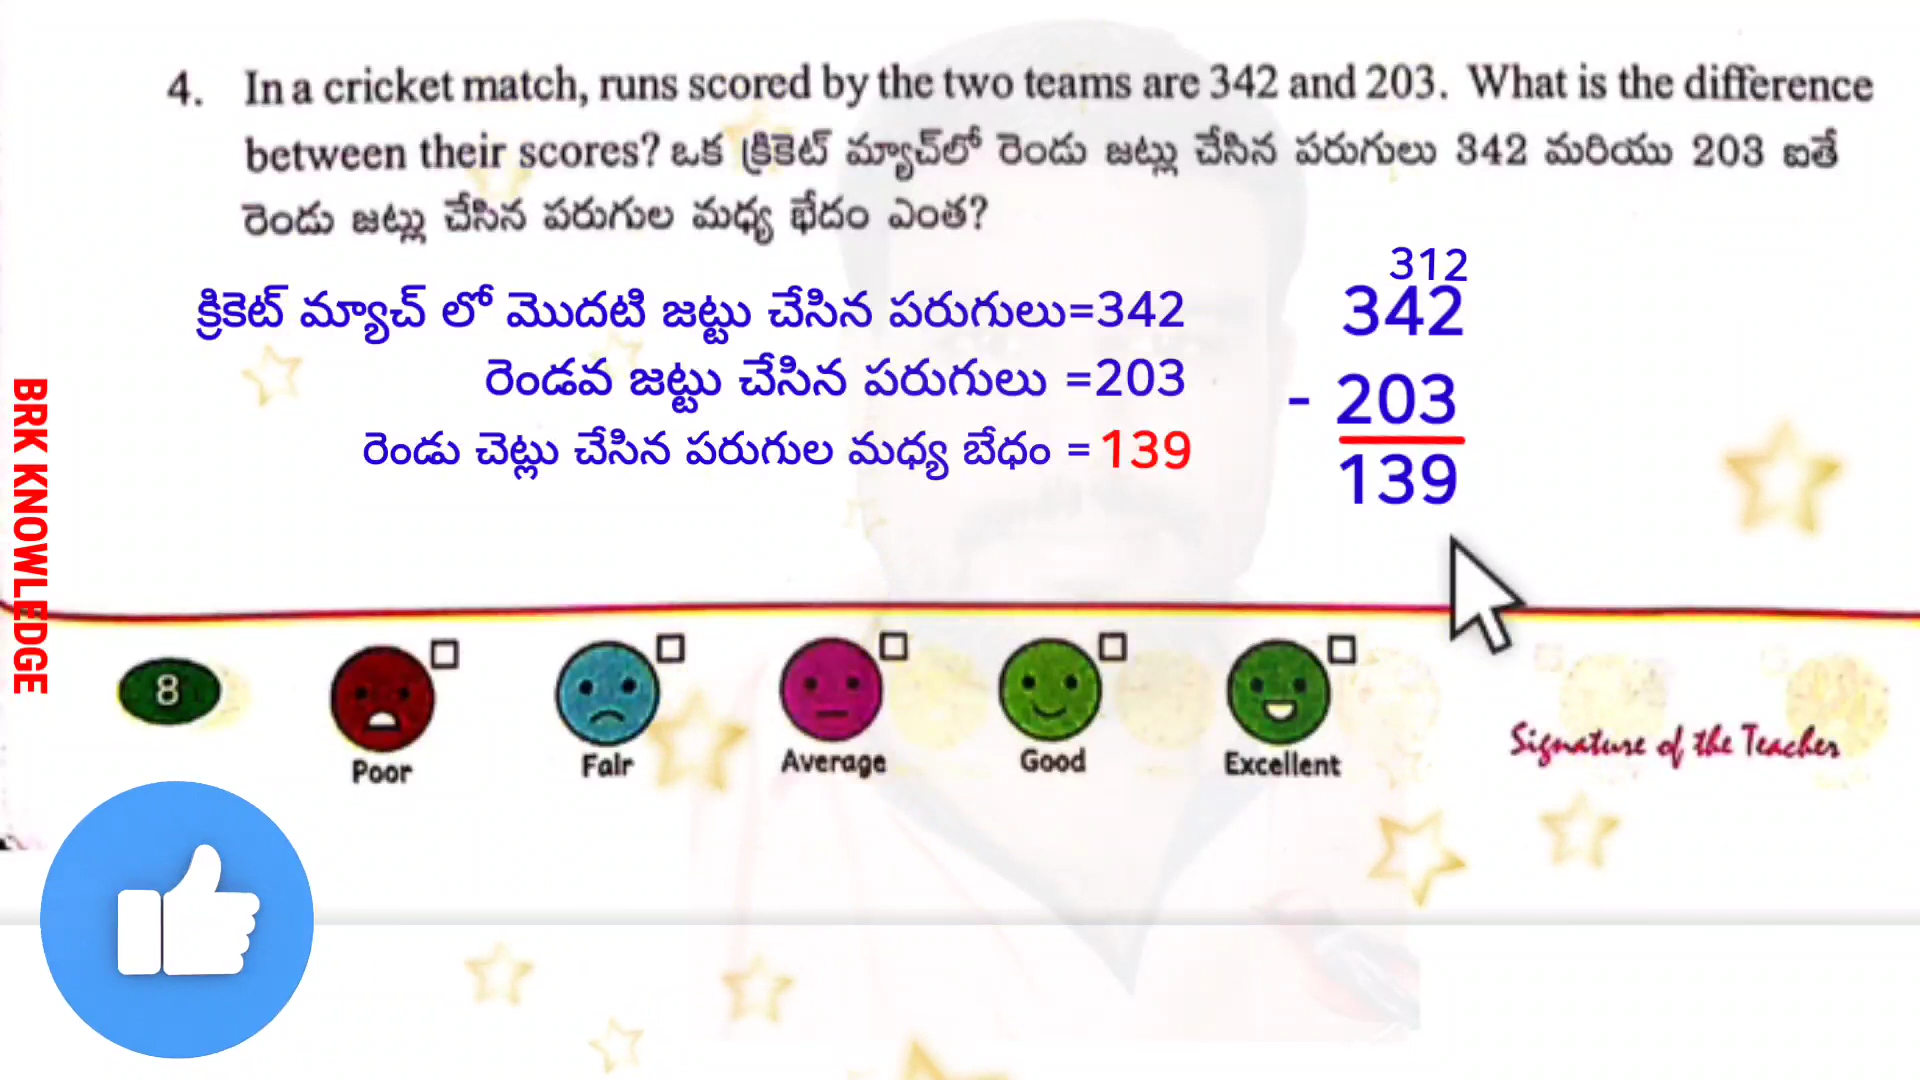 4. In a cricket match, runs scored by the two teams are 342 and 203. What is the difference
between their scores? ఒక క్రికెట్ మ్యాచ్‌లో రెండు జట్లు చేసిన పరుగులు 342 మరియు 203 ఐతే
రెండు జట్లు చేసిన పరుగుల మధ్య భేదం ఎంత?
క్రికెట్ మ్యాచ్ లో మొదటి జట్టు చేసిన పరుగులు=342
రెండవ జట్టు చేసిన పరుగులు =203
రెండు చెట్లు చేసిన పరుగుల మధ్య బేధం = 139
312
342
- 203
139
BRK KNOWLEDGE
8
Poor
Fair
Average
Good
Excellent
Signature of the Teacher